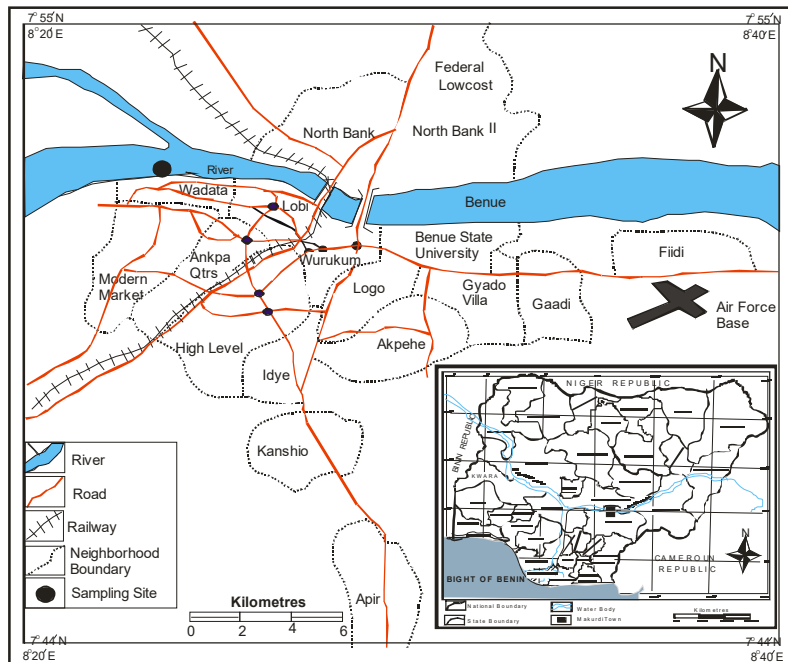 7°55'N
8°20'E
7°55'N
8°40'E
N
Federal
Lowcost
North Bank
North Bank II
River
Wadata
Lobi
Benue
Benue State
University
Wurukum
Ankpa
Qtrs
Modern
Market
Fiidi
Logo
Gyado
Villa
Gaadi
Air Force
Base
High Level
Akpehe
Idye
Kanshio
Apir
River
Road
Railway
Neighborhood
Boundary
Sampling Site
Kilometres
0 2 4 6
NIGER REPUBLIC
BININ REPUBLIC
KWARA
N
CAMEROUN
REPUBLIC
BIGHT OF BENIN
National Boundary
State Boundary
Water Body
MakurdiTown
Kilometres
7°44'N
8°20'E
7°44'N
8°40'E